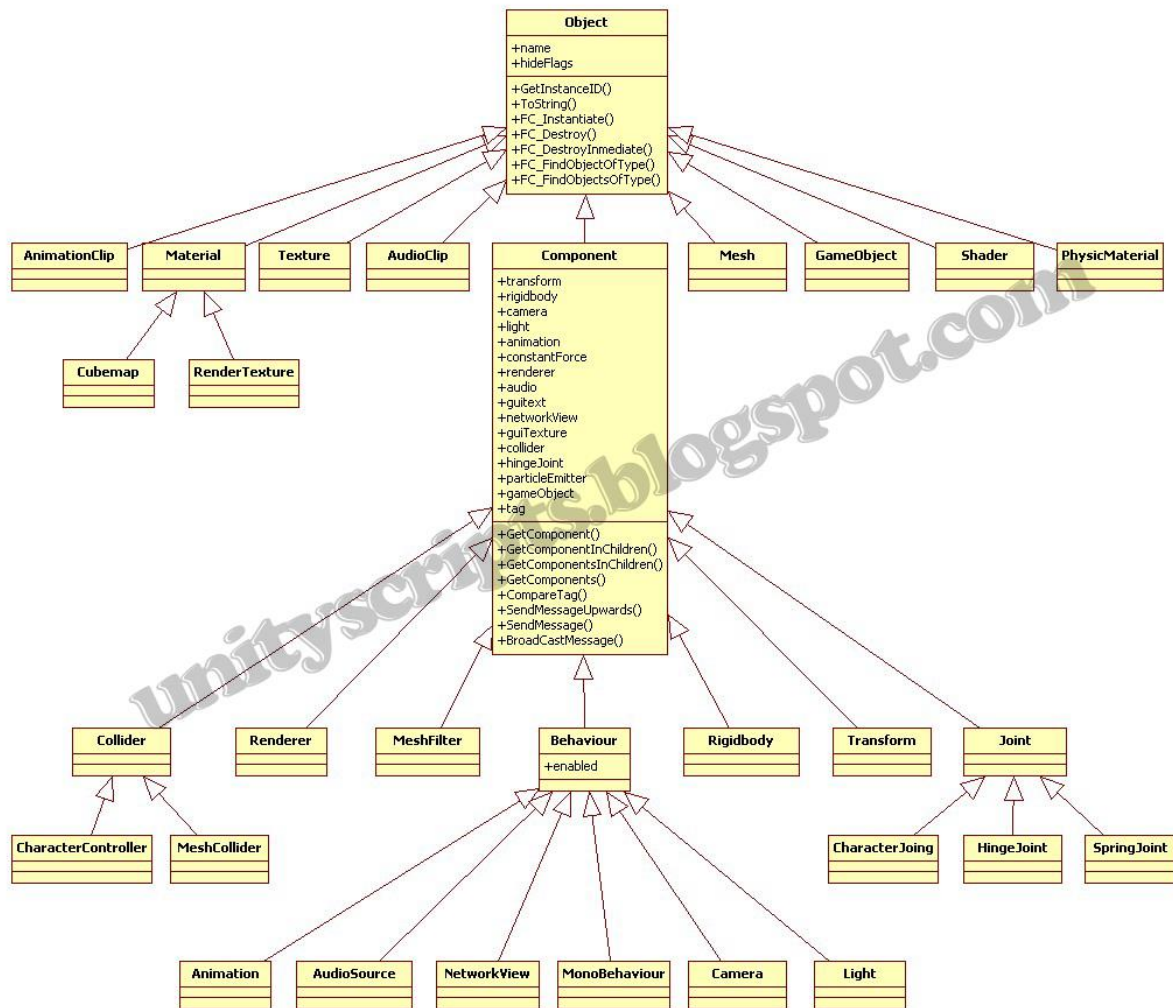 Object
+name
+hideFlags
+GetInstanceID()
+ToString()
+FC_Instantiate()
+FC_Destroy()
+FC_DestroyInmediate()
+FC_FindObjectOfType()
+FC_FindObjectsOfType()
AnimationClip
Material
Texture
AudioClip
Component
Mesh
GameObject
Shader
PhysicMaterial
+transform
+rigidbody
+camera
+light
+animation
+constantForce
+renderer
+audio
+guitext
+networkView
+guiTexture
+collider
+hingeJoint
+particleEmitter
+gameObject
+tag
+GetComponent()
+GetComponentInChildren()
+GetComponentsInChildren()
+GetComponents()
+CompareTag()
+SendMessageUpwards()
+SendMessage()
+BroadCastMessage()
Cubemap
RenderTexture
unityscripts.blogspot.com
Collider
Renderer
MeshFilter
Behaviour
+enabled
Rigidbody
Transform
Joint
CharacterController
MeshCollider
CharacterJoing
HingeJoint
SpringJoint
Animation
AudioSource
NetworkView
MonoBehaviour
Camera
Light